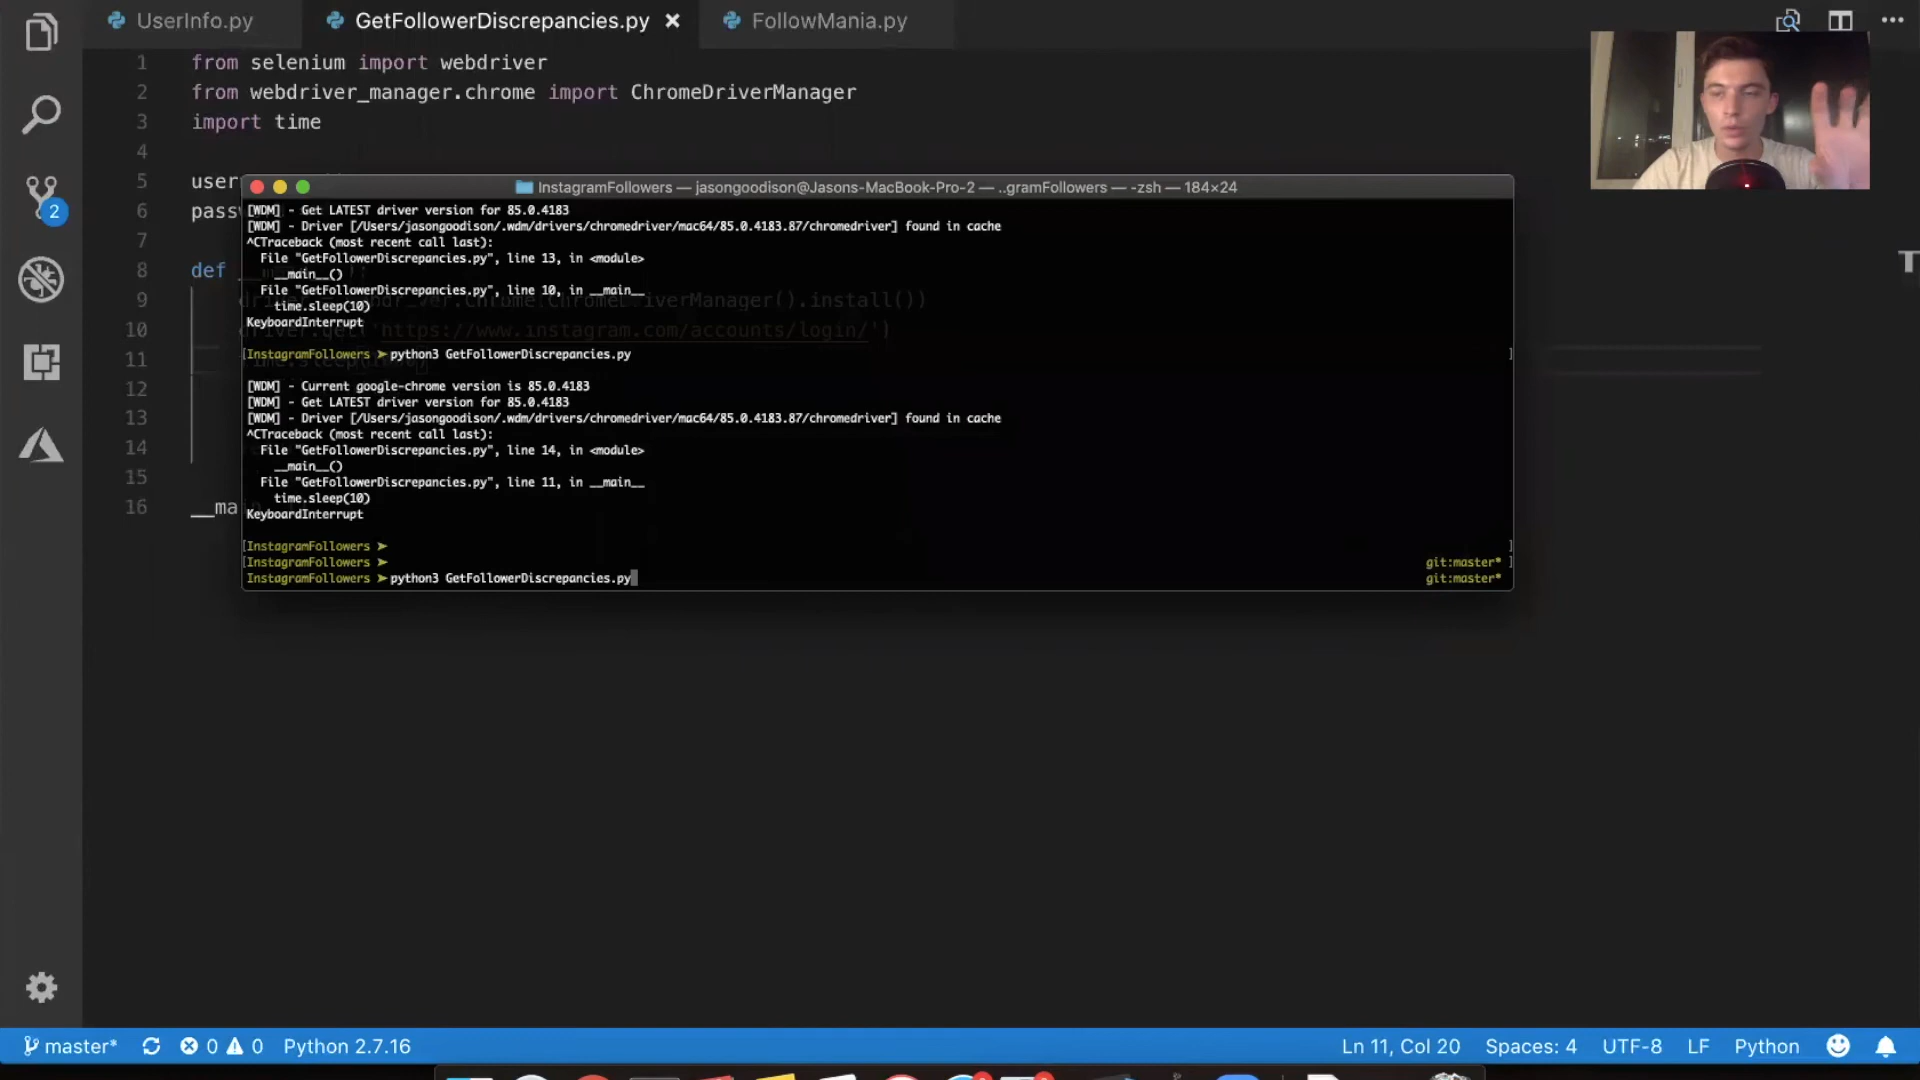 UserInfo.py
GetFollowerDiscrepancies.py
FollowMania.py
1 from selenium import webdriver
2 from webdriver_manager.chrome import ChromeDriverManager
3 import time
4
5 user
6 pass
7
8 def
9
10
11
12
13
14
15
16 __ma
InstagramFollowers — jasongoodison@Jasons-MacBook-Pro-2 — ..gramFollowers — -zsh — 184×24
[WDM] - Get LATEST driver version for 85.0.4183
[WDM] - Driver [/Users/jasongoodison/.wdm/drivers/chromedriver/mac64/85.0.4183.87/chromedriver] found in cache
^CTraceback (most recent call last):
File "GetFollowerDiscrepancies.py", line 13, in <module>
__main__()
File "GetFollowerDiscrepancies.py", line 10, in __main__
time.sleep(10)
iverManager().install())
KeyboardInterrupt
'https://www.instagram.com/accounts/login/')
[InstagramFollowers ➤ python3 GetFollowerDiscrepancies.py ]
[WDM] - Current google-chrome version is 85.0.4183
[WDM] - Get LATEST driver version for 85.0.4183
[WDM] - Driver [/Users/jasongoodison/.wdm/drivers/chromedriver/mac64/85.0.4183.87/chromedriver] found in cache
^CTraceback (most recent call last):
File "GetFollowerDiscrepancies.py", line 14, in <module>
__main__()
File "GetFollowerDiscrepancies.py", line 11, in __main__
time.sleep(10)
KeyboardInterrupt
[InstagramFollowers ➤ ]
[InstagramFollowers ➤ git:master* ]
InstagramFollowers ➤ python3 GetFollowerDiscrepancies.py git:master*
2
master* 0 0 Python 2.7.16 Ln 11, Col 20 Spaces: 4 UTF-8 LF Python